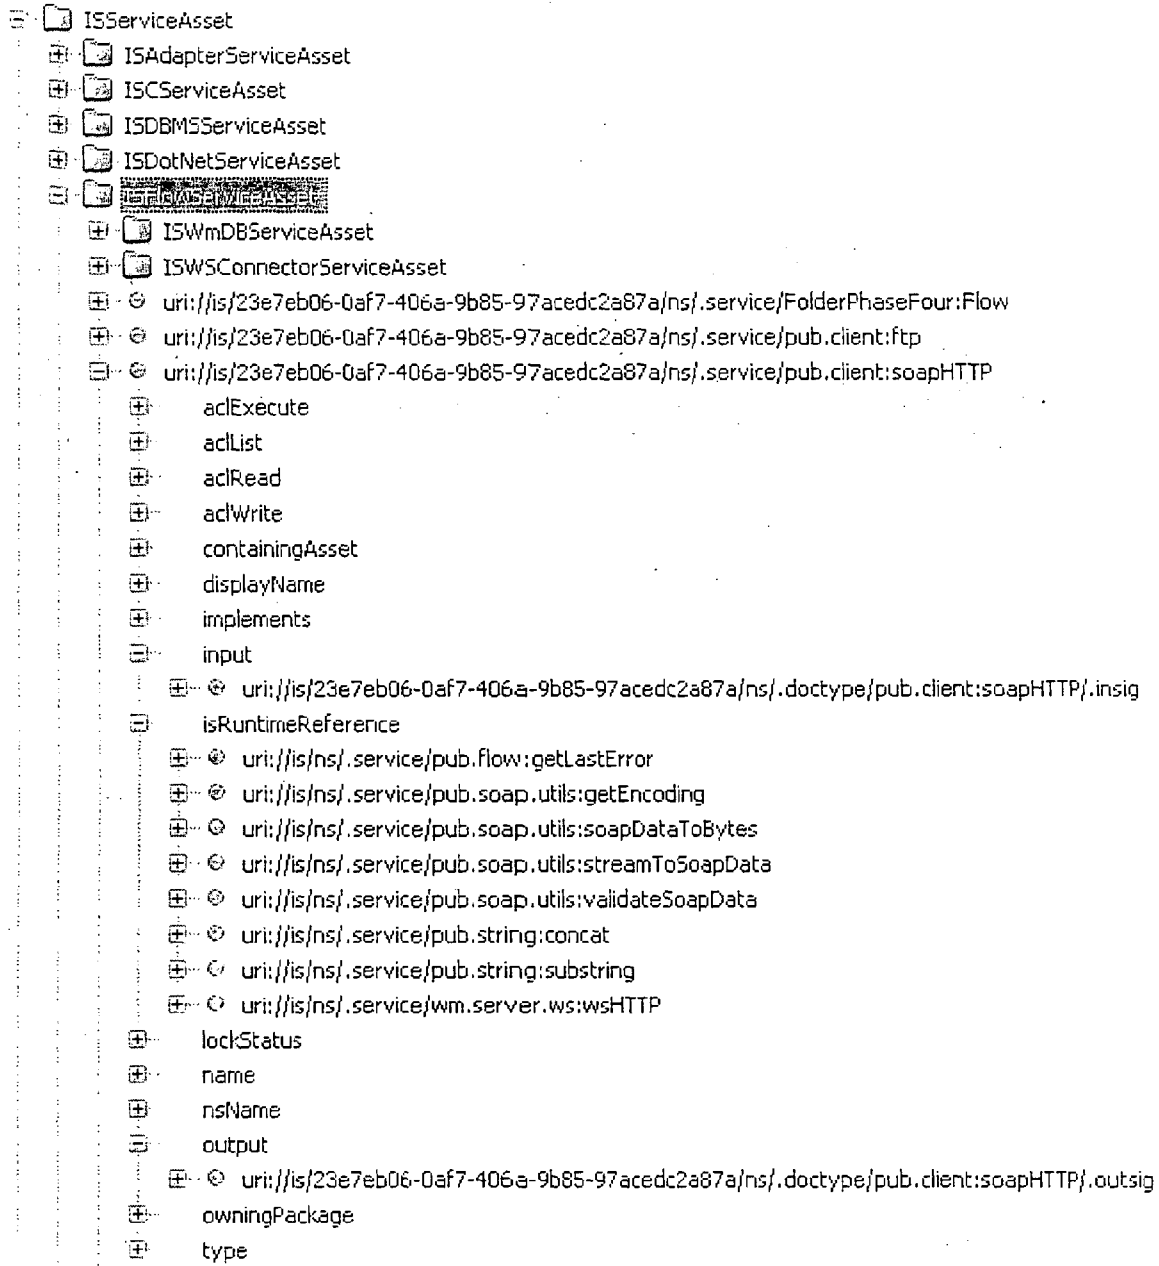 ISServiceAsset
ISAdapterServiceAsset
ISCServiceAsset
ISDBMSServiceAsset
ISDotNetServiceAsset
ISFlowServiceAsset
ISWmDBServiceAsset
ISWSConnectorServiceAsset
uri://is/23e7eb06-0af7-406a-9b85-97acedc2a87a/ns/.service/FolderPhaseFour:Flow
uri://is/23e7eb06-0af7-406a-9b85-97acedc2a87a/ns/.service/pub.client:ftp
uri://is/23e7eb06-0af7-406a-9b85-97acedc2a87a/ns/.service/pub.client:soapHTTP
aclExecute
aclList
aclRead
aclWrite
containingAsset
displayName
implements
input
uri://is/23e7eb06-0af7-406a-9b85-97acedc2a87a/ns/.doctype/pub.client:soapHTTP/.insig
isRuntimeReference
uri://is/ns/.service/pub.flow:getLastError
uri://is/ns/.service/pub.soap.utils:getEncoding
uri://is/ns/.service/pub.soap.utils:soapDataToBytes
uri://is/ns/.service/pub.soap.utils:streamToSoapData
uri://is/ns/.service/pub.soap.utils:validateSoapData
uri://is/ns/.service/pub.string:concat
uri://is/ns/.service/pub.string:substring
uri://is/ns/.service/wm.server.ws:wsHTTP
lockStatus
name
nsName
output
uri://is/23e7eb06-0af7-406a-9b85-97acedc2a87a/ns/.doctype/pub.client:soapHTTP/.outsig
owningPackage
type